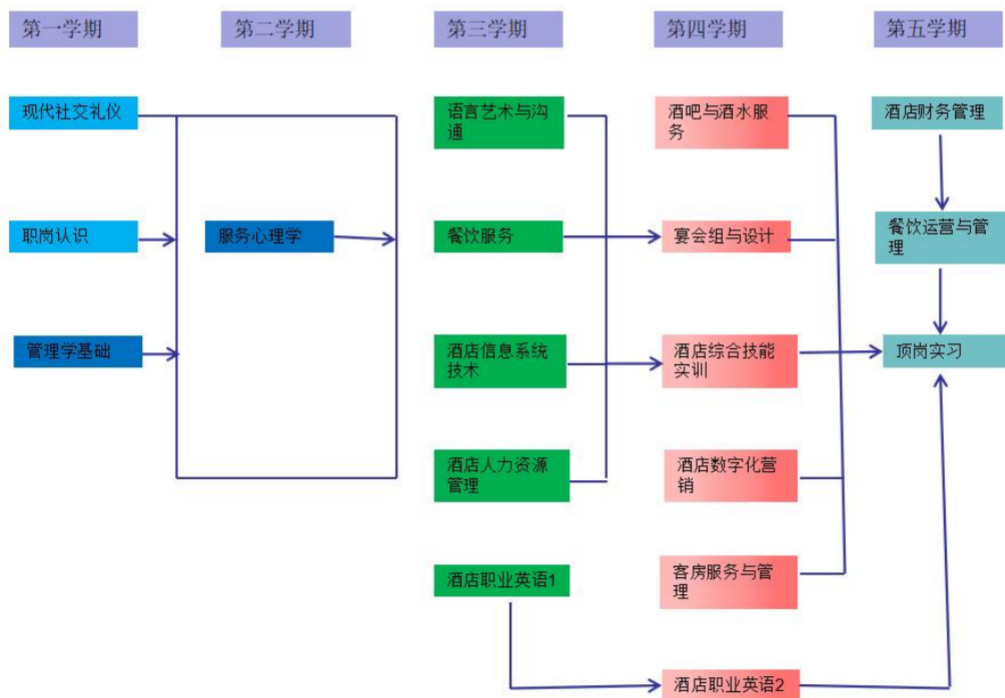 第一学期
第二学期
第三学期
第四学期
第五学期
现代社交礼仪
语言艺术与沟
通
酒吧与酒水服
务
酒店财务管理
职岗认识
服务心理学
餐饮服务
宴会组与设计
餐饮运营与管
理
管理学基础
酒店信息系统
技术
酒店综合技能
实训
顶岗实习
酒店人力资源
管理
酒店数字化营
销
酒店职业英语1
客房服务与管
理
酒店职业英语2